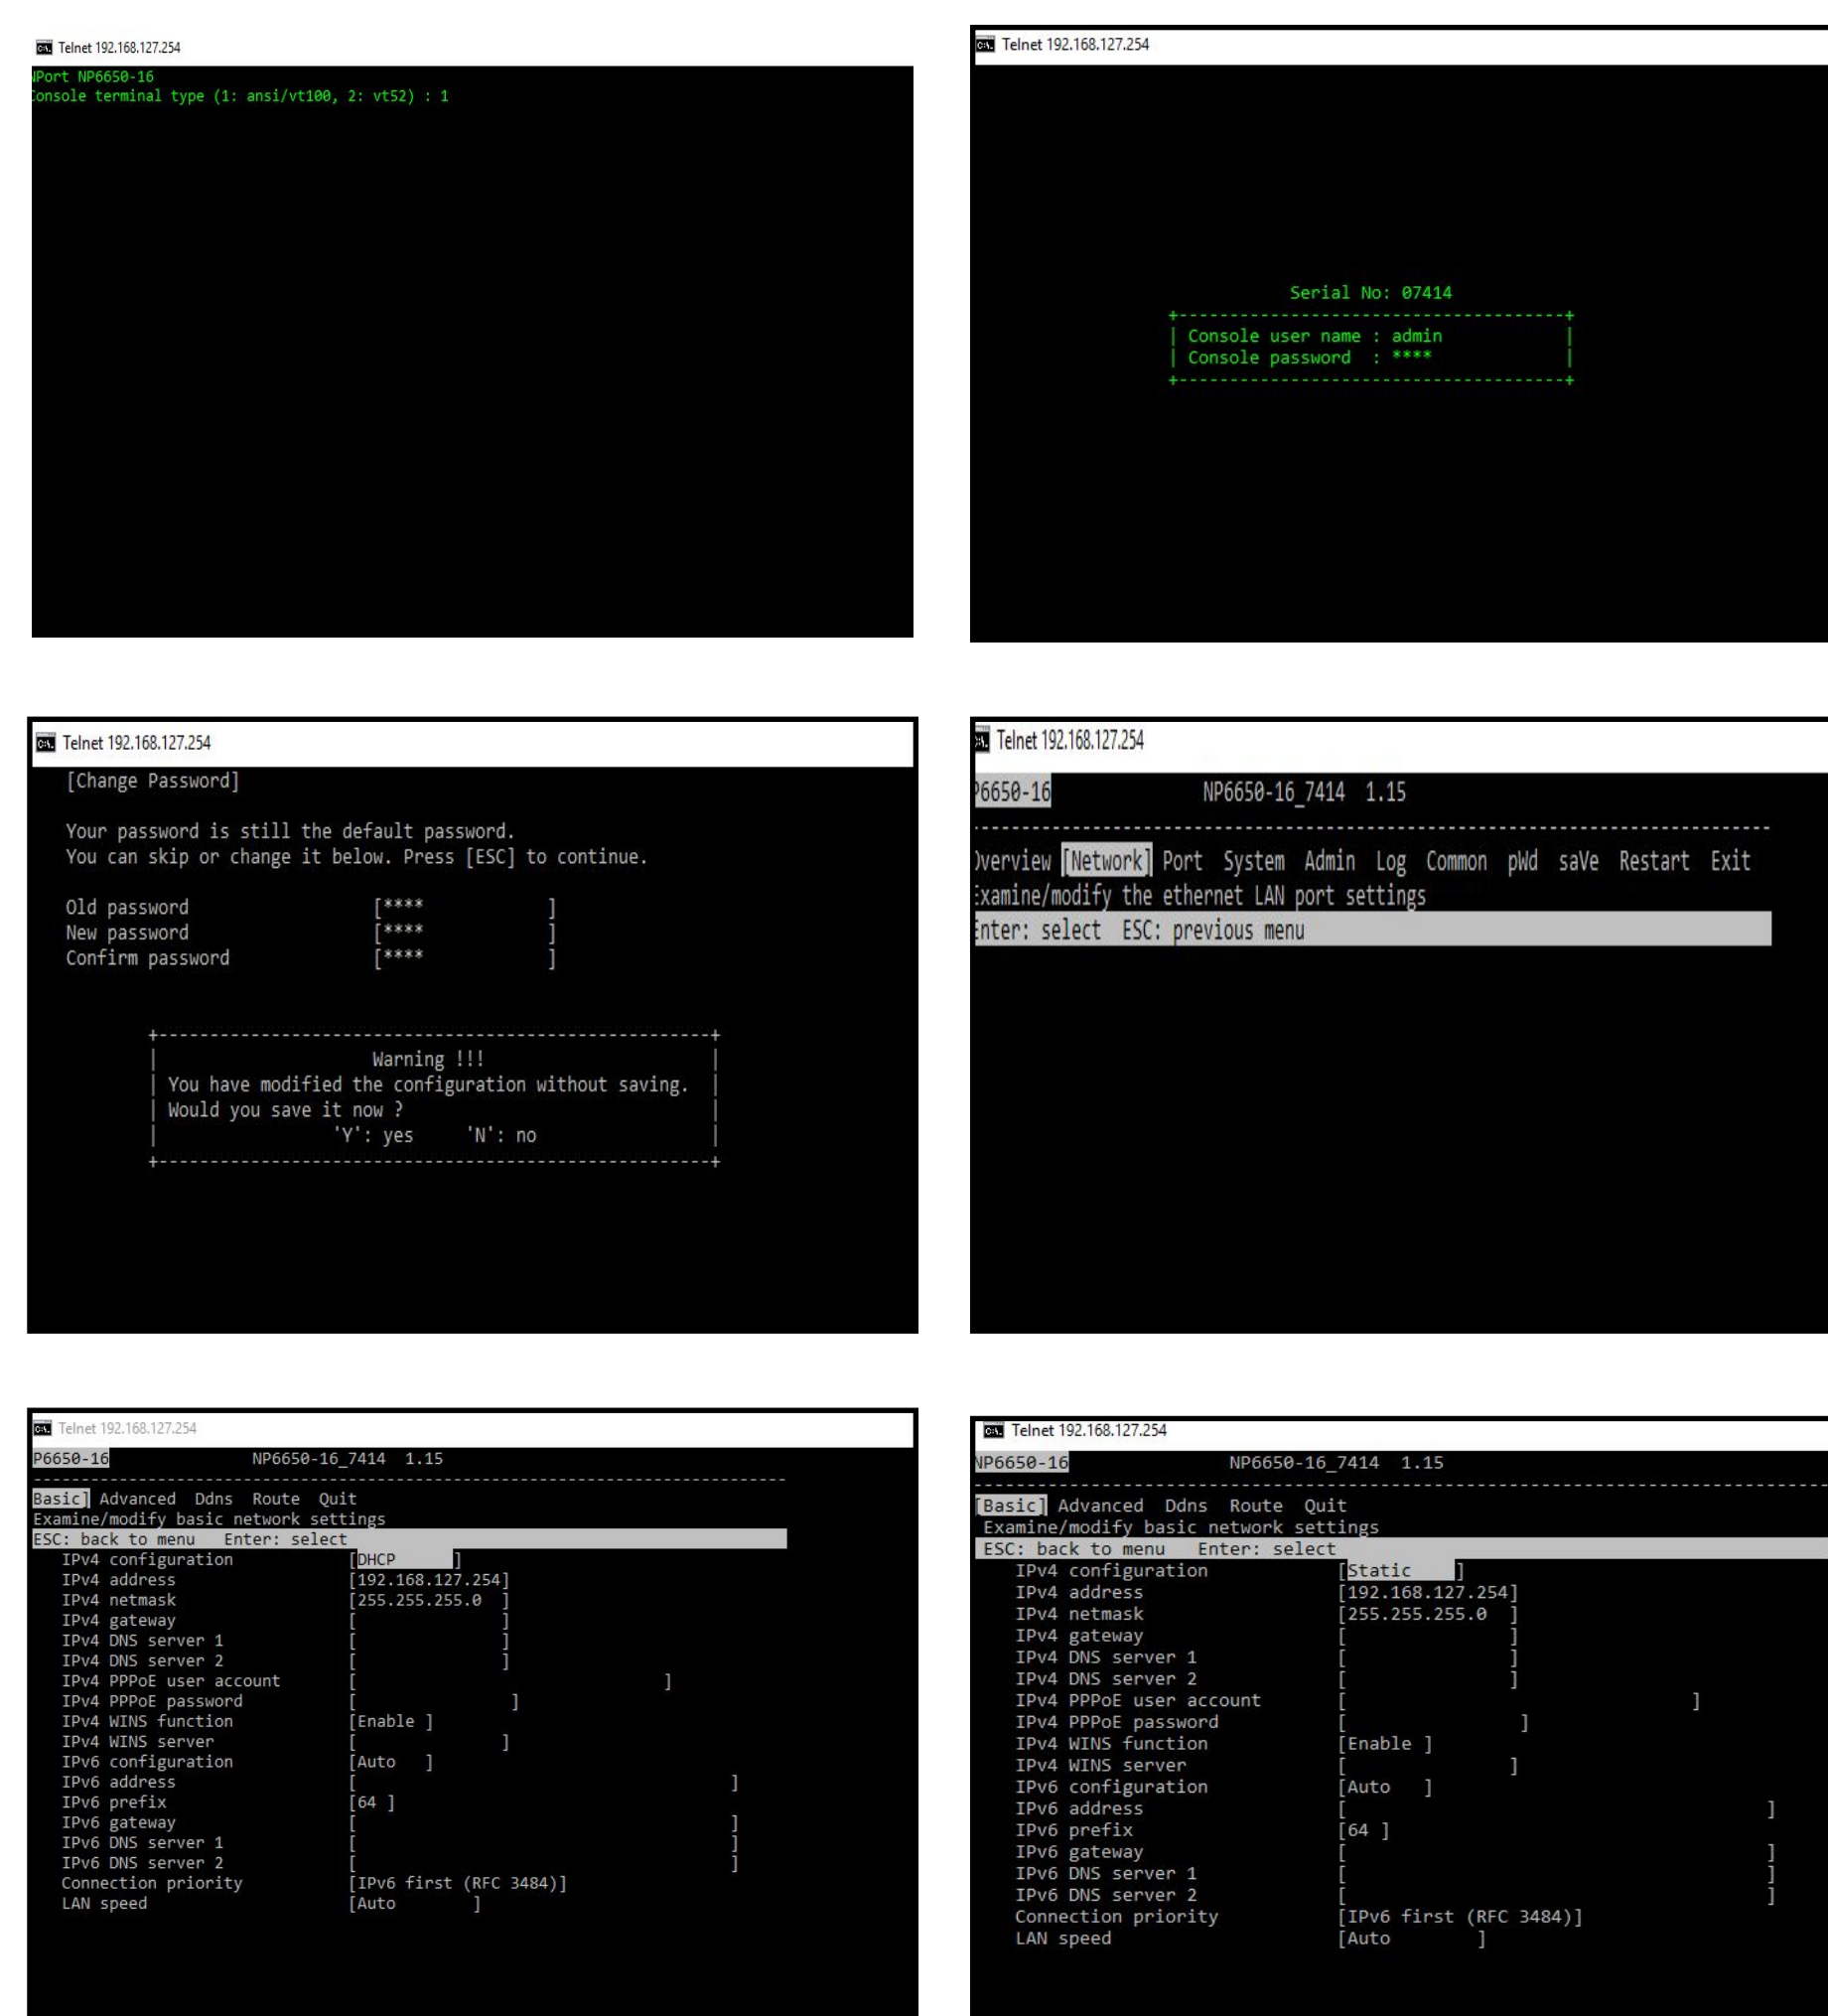 Telnet 192.168.127.254
NPort NP6650-16
Console terminal type (1: ansi/vt100, 2: vt52) : 1
Telnet 192.168.127.254
Serial No: 07414
Console user name : admin
Console password : ****
Telnet 192.168.127.254
[Change Password]
Your password is still the default password.
You can skip or change it below. Press [ESC] to continue.
Old password [**** ]
New password [**** ]
Confirm password [**** ]
Warning !!!
You have modified the configuration without saving.
Would you save it now ?
'Y': yes 'N': no
Telnet 192.168.127.254
P6650-16 NP6650-16_7414 1.15
Overview [Network] Port System Admin Log Common pWd saVe Restart Exit
Examine/modify the ethernet LAN port settings
Enter: select ESC: previous menu
Telnet 192.168.127.254
P6650-16 NP6650-16_7414 1.15
Basic] Advanced Ddns Route Quit
Examine/modify basic network settings
ESC: back to menu Enter: select
IPv4 configuration [DHCP ]
IPv4 address [192.168.127.254]
IPv4 netmask [255.255.255.0 ]
IPv4 gateway [ ]
IPv4 DNS server 1 [ ]
IPv4 DNS server 2 [ ]
IPv4 PPPoE user account [ ]
IPv4 PPPoE password [ ]
IPv4 WINS function [Enable ]
IPv4 WINS server [ ]
IPv6 configuration [Auto ]
IPv6 address [ ]
IPv6 prefix [64 ]
IPv6 gateway [ ]
IPv6 DNS server 1 [ ]
IPv6 DNS server 2 [ ]
Connection priority [IPv6 first (RFC 3484)]
LAN speed [Auto ]
Telnet 192.168.127.254
NP6650-16 NP6650-16_7414 1.15
[Basic] Advanced Ddns Route Quit
Examine/modify basic network settings
ESC: back to menu Enter: select
IPv4 configuration [Static ]
IPv4 address [192.168.127.254]
IPv4 netmask [255.255.255.0 ]
IPv4 gateway [ ]
IPv4 DNS server 1 [ ]
IPv4 DNS server 2 [ ]
IPv4 PPPoE user account [ ]
IPv4 PPPoE password [ ]
IPv4 WINS function [Enable ]
IPv4 WINS server [ ]
IPv6 configuration [Auto ]
IPv6 address [ ]
IPv6 prefix [64 ]
IPv6 gateway [ ]
IPv6 DNS server 1 [ ]
IPv6 DNS server 2 [ ]
Connection priority [IPv6 first (RFC 3484)]
LAN speed [Auto ]